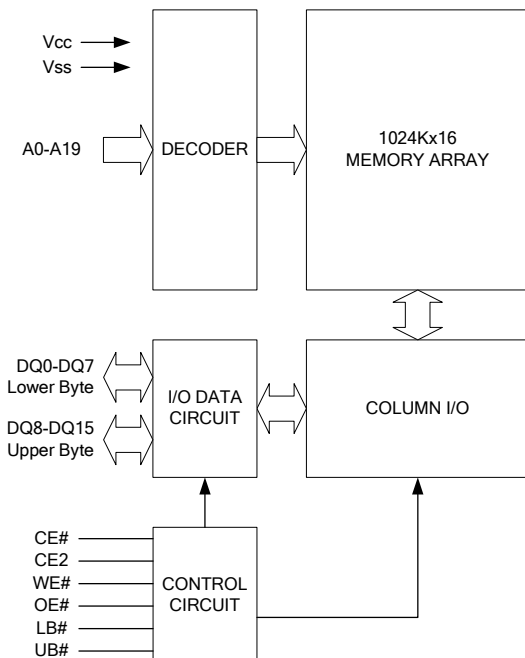 Vcc
Vss
A0-A19
DECODER
1024Kx16
MEMORY ARRAY
DQ0-DQ7
Lower Byte
DQ8-DQ15
Upper Byte
I/O DATA
CIRCUIT
COLUMN I/O
CE#
CE2
WE#
OE#
LB#
UB#
CONTROL
CIRCUIT